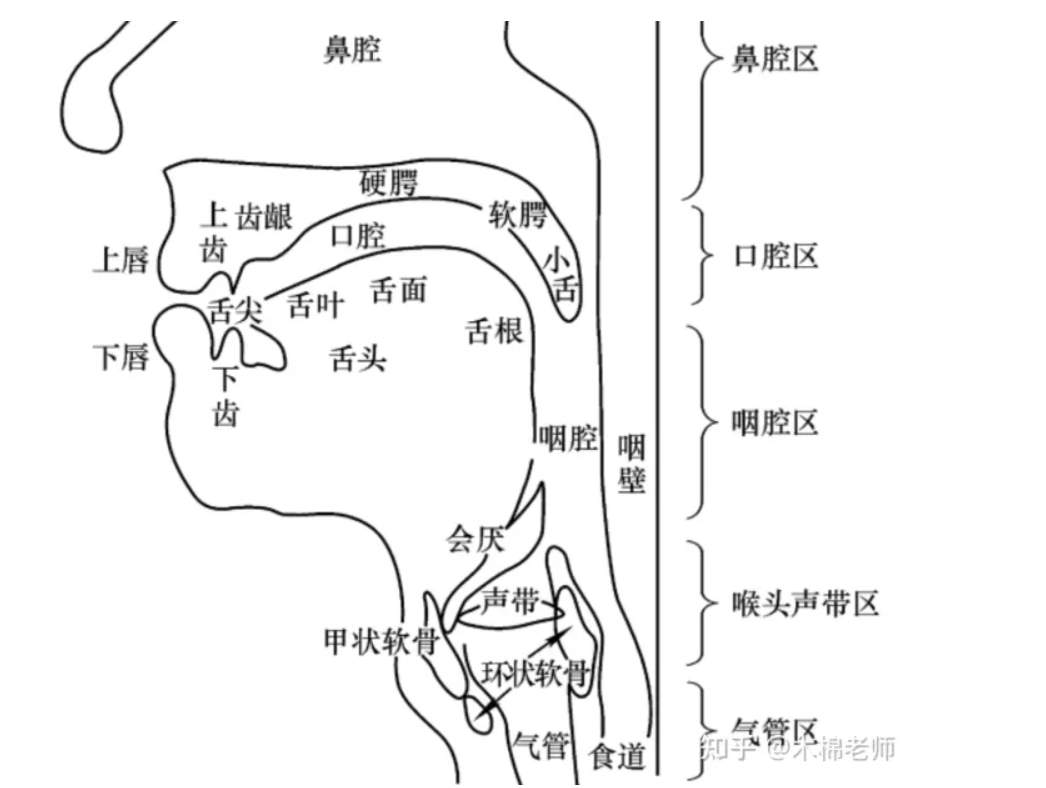 鼻腔
鼻腔区
硬腭
上齿
齿龈
软腭
口腔
小舌
上唇
口腔区
舌尖
舌叶
舌面
舌根
下唇
舌头
下齿
咽腔
咽壁
咽腔区
会厌
声带
喉头声带区
甲状软骨
环状软骨
气管
食道
气管区
知乎 @木棉老师